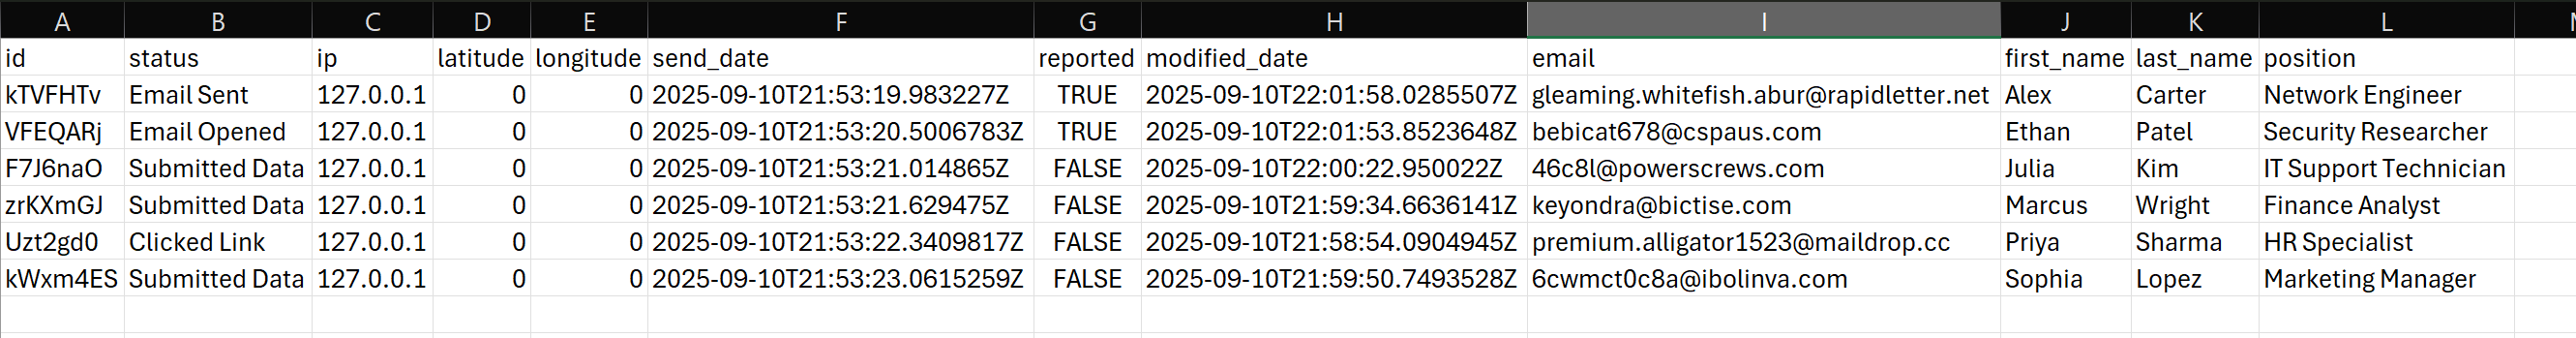 A B C D E F G H I J K L
id status ip latitude longitude send_date reported modified_date email first_name last_name position
kTVFHTv Email Sent 127.0.0.1 0 0 2025-09-10T21:53:19.983227Z TRUE 2025-09-10T22:01:58.0285507Z gleaming.whitefish.abur@rapidletter.net Alex Carter Network Engineer
VFEQARj Email Opened 127.0.0.1 0 0 2025-09-10T21:53:20.5006783Z TRUE 2025-09-10T22:01:53.8523648Z bebicat678@cspaus.com Ethan Patel Security Researcher
F7J6naO Submitted Data 127.0.0.1 0 0 2025-09-10T21:53:21.014865Z FALSE 2025-09-10T22:00:22.950022Z 46c8l@powerscrews.com Julia Kim IT Support Technician
zrKXmGJ Submitted Data 127.0.0.1 0 0 2025-09-10T21:53:21.629475Z FALSE 2025-09-10T21:59:34.6636141Z keyondra@bictise.com Marcus Wright Finance Analyst
Uzt2gd0 Clicked Link 127.0.0.1 0 0 2025-09-10T21:53:22.3409817Z FALSE 2025-09-10T21:58:54.0904945Z premium.alligator1523@maildrop.cc Priya Sharma HR Specialist
kWxm4ES Submitted Data 127.0.0.1 0 0 2025-09-10T21:53:23.0615259Z FALSE 2025-09-10T21:59:50.7493528Z 6cwmct0c8a@ibolinva.com Sophia Lopez Marketing Manager